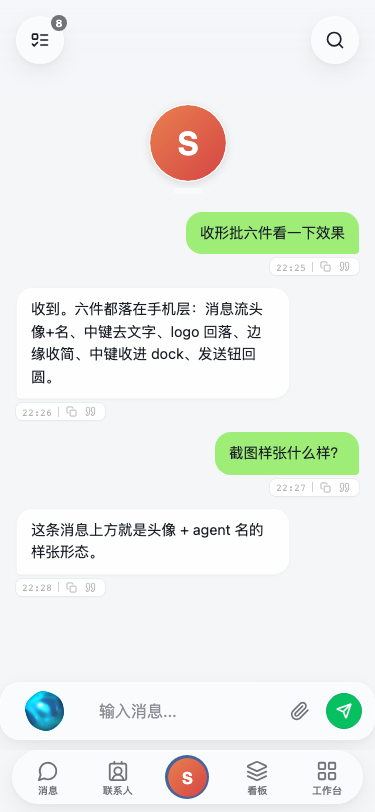 8
S
收形批六件看一下效果
22:25
收到。六件都落在手机层：消息流头
像+名、中键去文字、logo 回落、边
缘收简、中键收进 dock、发送钮回
圆。
22:26
截图样张什么样？
22:27
这条消息上方就是头像 + agent 名的
样张形态。
22:28
输入消息...
消息
联系人
S
看板
工作台